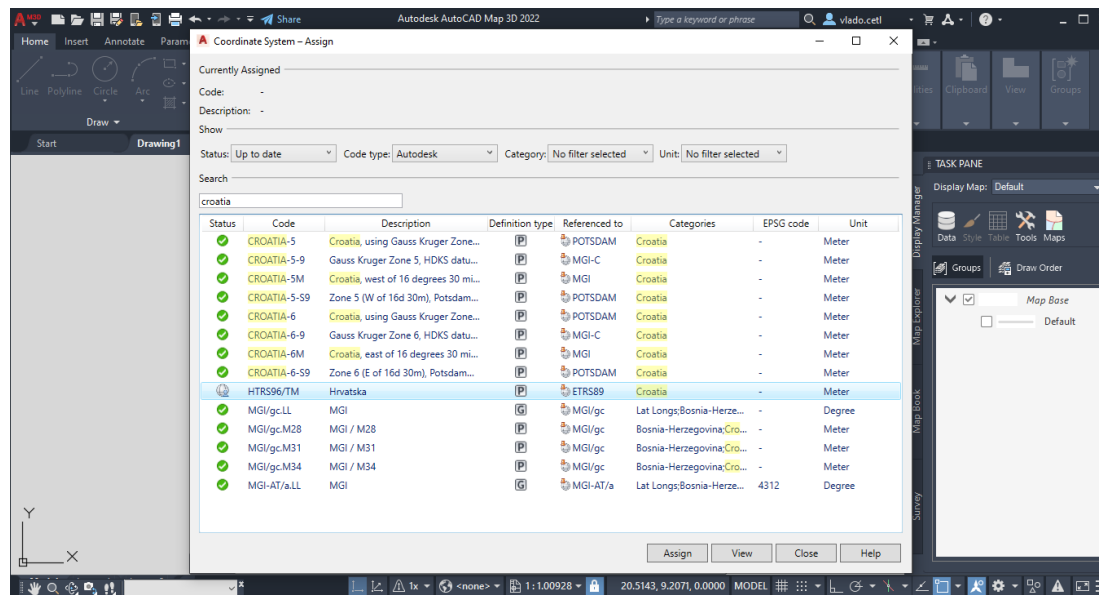 A M3D Share Autodesk AutoCAD Map 3D 2022 Type a keyword or phrase vlado.cetl
Home Insert Annotate Param
Line Polyline Circle Arc
Draw
Start Drawing1
Coordinate System – Assign
Currently Assigned
Code: -
Description: -
Show
Status: Up to date Code type: Autodesk Category: No filter selected Unit: No filter selected
Search
croatia
Status Code Description Definition type Referenced to Categories EPSG code Unit
CROATIA-5 Croatia, using Gauss Kruger Zone... P POTSDAM Croatia - Meter
CROATIA-5-9 Gauss Kruger Zone 5, HDKS datu... P MGI-C Croatia - Meter
CROATIA-5M Croatia, west of 16 degrees 30 mi... P MGI Croatia - Meter
CROATIA-5-S9 Zone 5 (W of 16d 30m), Potsdam... P POTSDAM Croatia - Meter
CROATIA-6 Croatia, using Gauss Kruger Zone... P POTSDAM Croatia - Meter
CROATIA-6-9 Gauss Kruger Zone 6, HDKS datu... P MGI-C Croatia - Meter
CROATIA-6M Croatia, east of 16 degrees 30 mi... P MGI Croatia - Meter
CROATIA-6-S9 Zone 6 (E of 16d 30m), Potsdam... P POTSDAM Croatia - Meter
HTRS96/TM Hrvatska P ETRS89 Croatia - Meter
MGI/gc.LL MGI G MGI/gc Lat Longs;Bosnia-Herze... - Degree
MGI/gc.M28 MGI / M28 P MGI/gc Bosnia-Herzegovina;Cro... - Meter
MGI/gc.M31 MGI / M31 P MGI/gc Bosnia-Herzegovina;Cro... - Meter
MGI/gc.M34 MGI / M34 P MGI/gc Bosnia-Herzegovina;Cro... - Meter
MGI-AT/a.LL MGI G MGI-AT/a Lat Longs;Bosnia-Herze... 4312 Degree
Assign View Close Help
lities Clipboard View Groups
TASK PANE
Display Map: Default
Data Style Table Tools Maps
Groups Draw Order
Map Base
Default
Display Manager
Map Explorer
Map Book
Survey
Y
X
1x <none> 1 : 1.00928 20.5143, 9.2071, 0.0000 MODEL